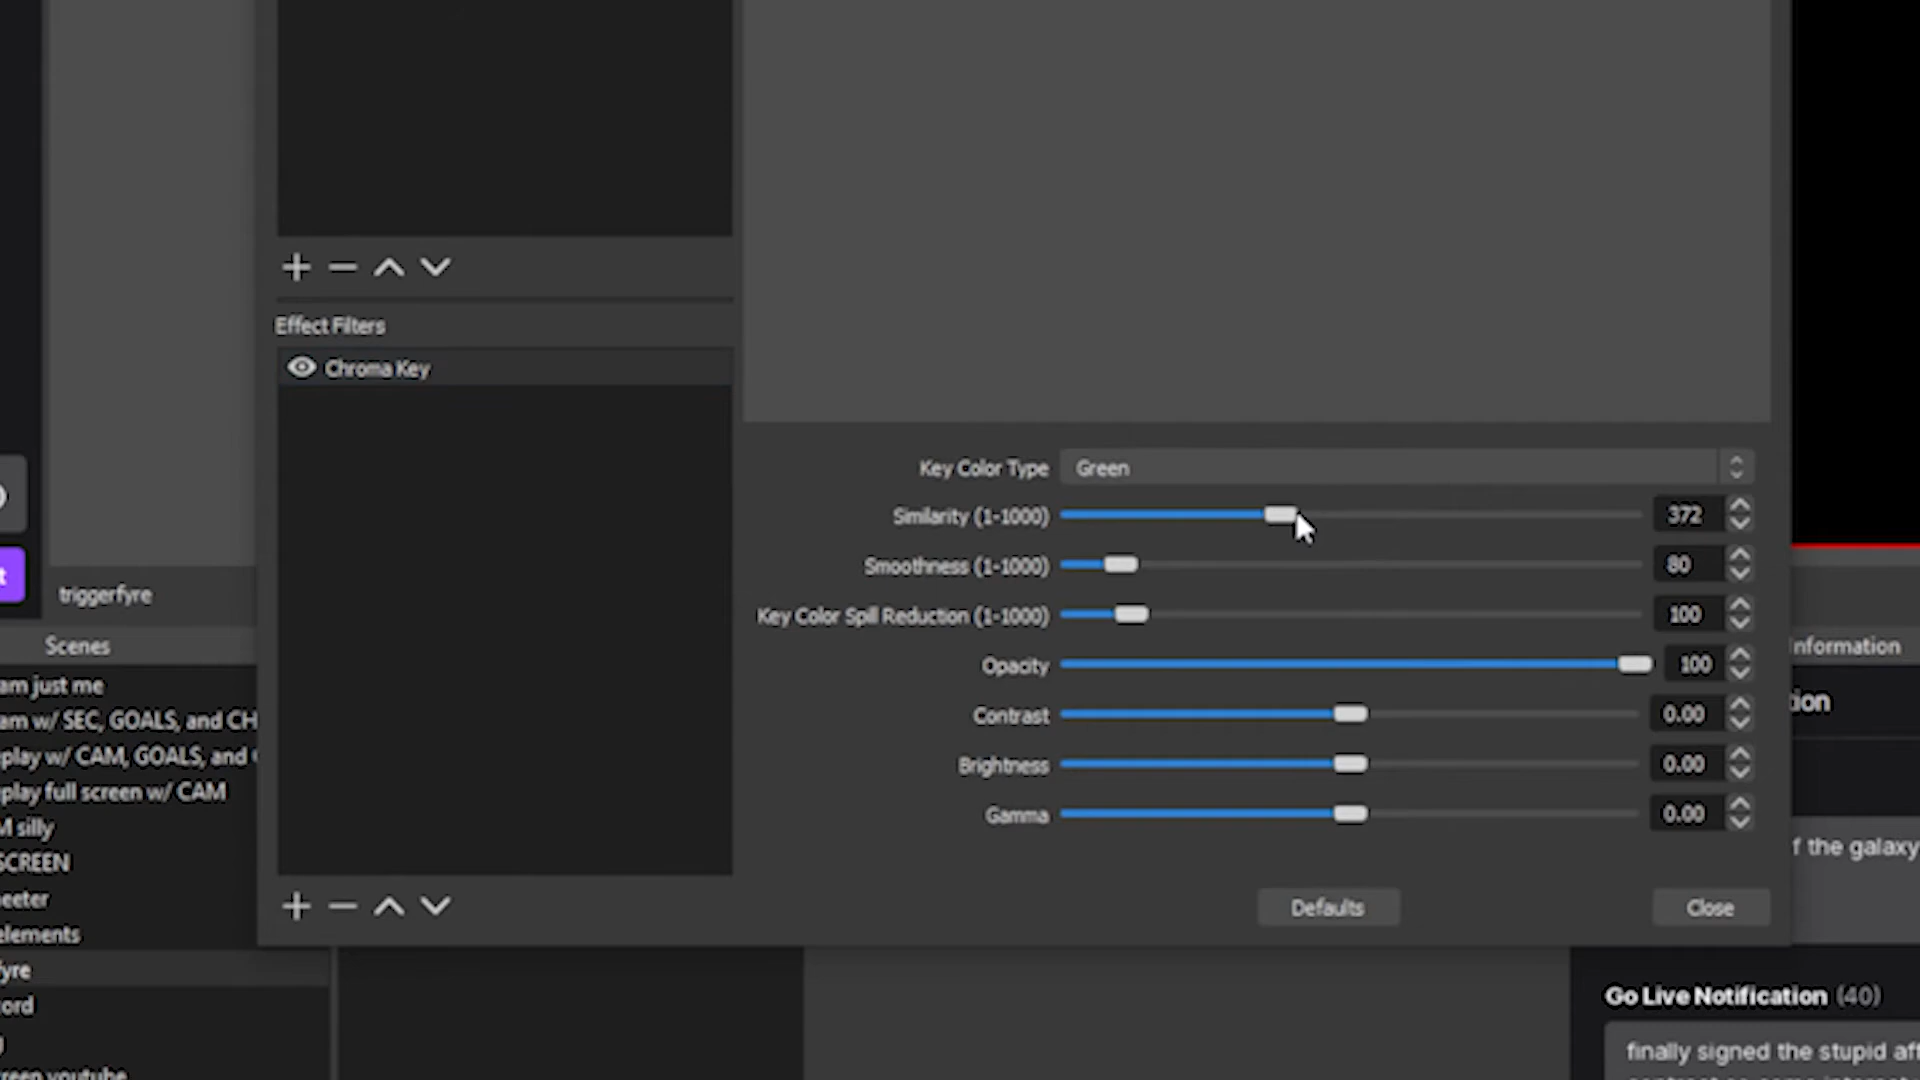 Effect Filters
Chroma Key
Key Color Type Green
Similarity (1-1000) 372
Smoothness (1-1000) 80
Key Color Spill Reduction (1-1000) 100
Opacity 100
Contrast 0.00
Brightness 0.00
Gamma 0.00
Defaults Close
t
triggerfyre
Scenes
am just me
am w/ SEC, GOALS, and CH
play w/ CAM, GOALS, and
play full screen w/ CAM
M silly
SCREEN
eeter
elements
fyre
ord
reen youtube
Information
ion
f the galaxy
Go Live Notification (40)
finally signed the stupid aff